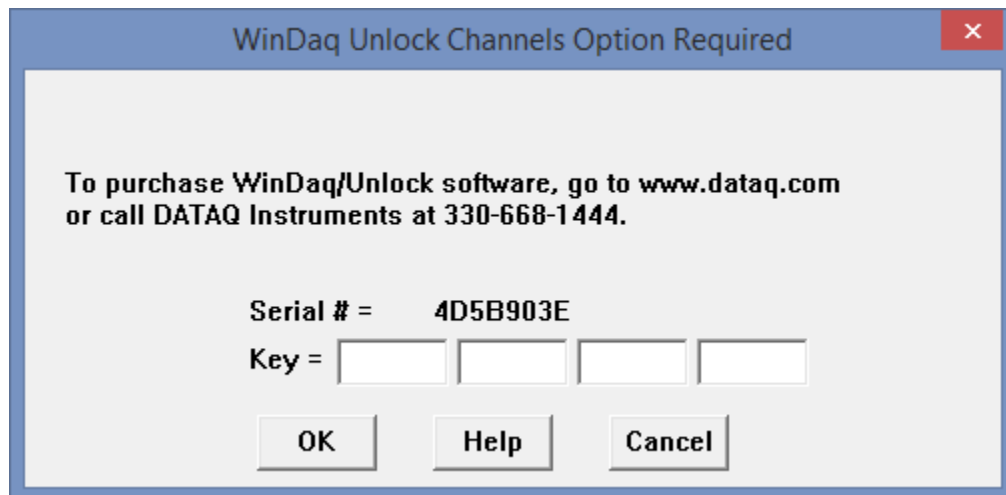 WinDaq Unlock Channels Option Required
To purchase WinDaq/Unlock software, go to www.dataq.com
or call DATAQ Instruments at 330-668-1444.
Serial # = 4D5B903E
Key =
OK Help Cancel